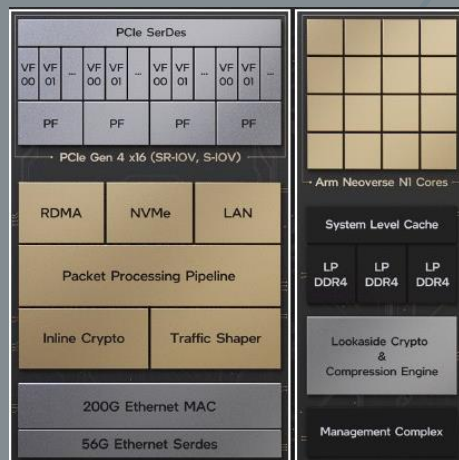 PCIe SerDes
VF 00
VF 01
...
VF 00
VF 01
...
VF 00
VF 01
...
VF 00
VF 01
...
PF
PF
PF
PF
PCIe Gen 4 x16 (SR-IOV, S-IOV)
RDMA
NVMe
LAN
Packet Processing Pipeline
Inline Crypto
Traffic Shaper
200G Ethernet MAC
56G Ethernet Serdes
Arm Neoverse N1 Cores
System Level Cache
LP DDR4
LP DDR4
LP DDR4
Lookaside Crypto
&
Compression Engine
Management Complex